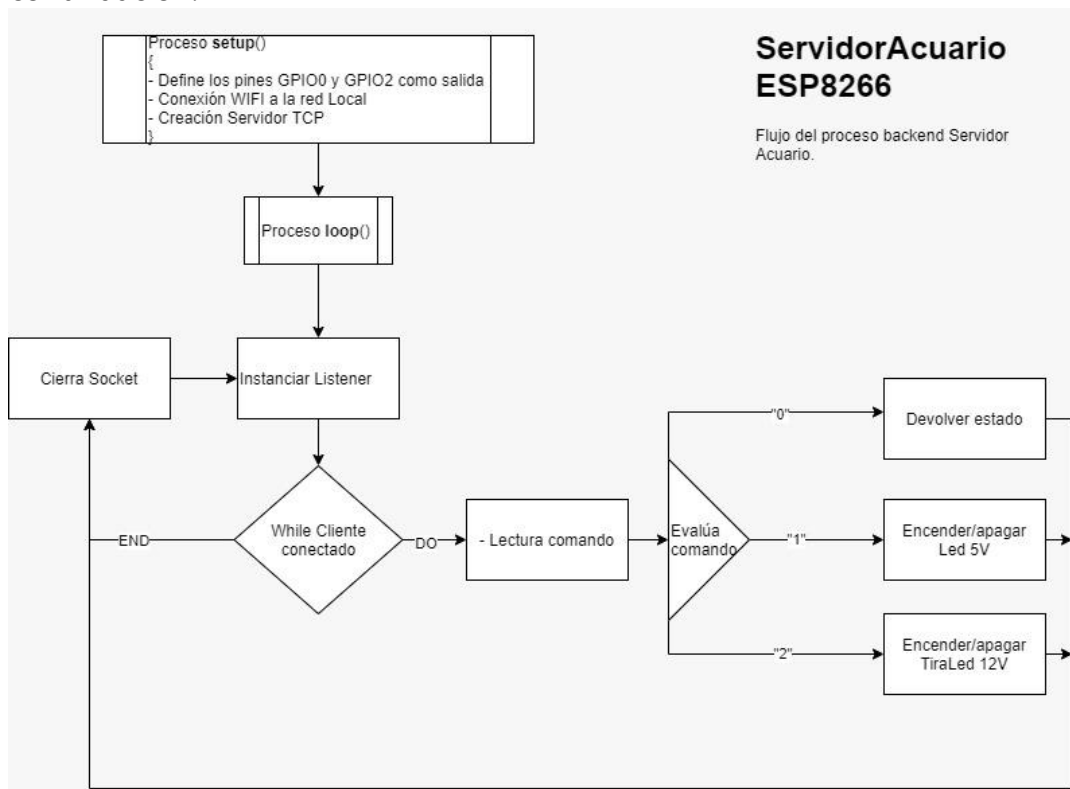 Proceso setup()
{
- Define los pines GPIO0 y GPIO2 como salida
- Conexión WIFI a la red Local
- Creación Servidor TCP
}
ServidorAcuario
ESP8266
Flujo del proceso backend Servidor
Acuario.
Proceso loop()
Cierra Socket
Instanciar Listener
While Cliente
conectado
END
DO
- Lectura comando
Evalúa
comando
"0"
Devolver estado
"1"
Encender/apagar
Led 5V
"2"
Encender/apagar
TiraLed 12V